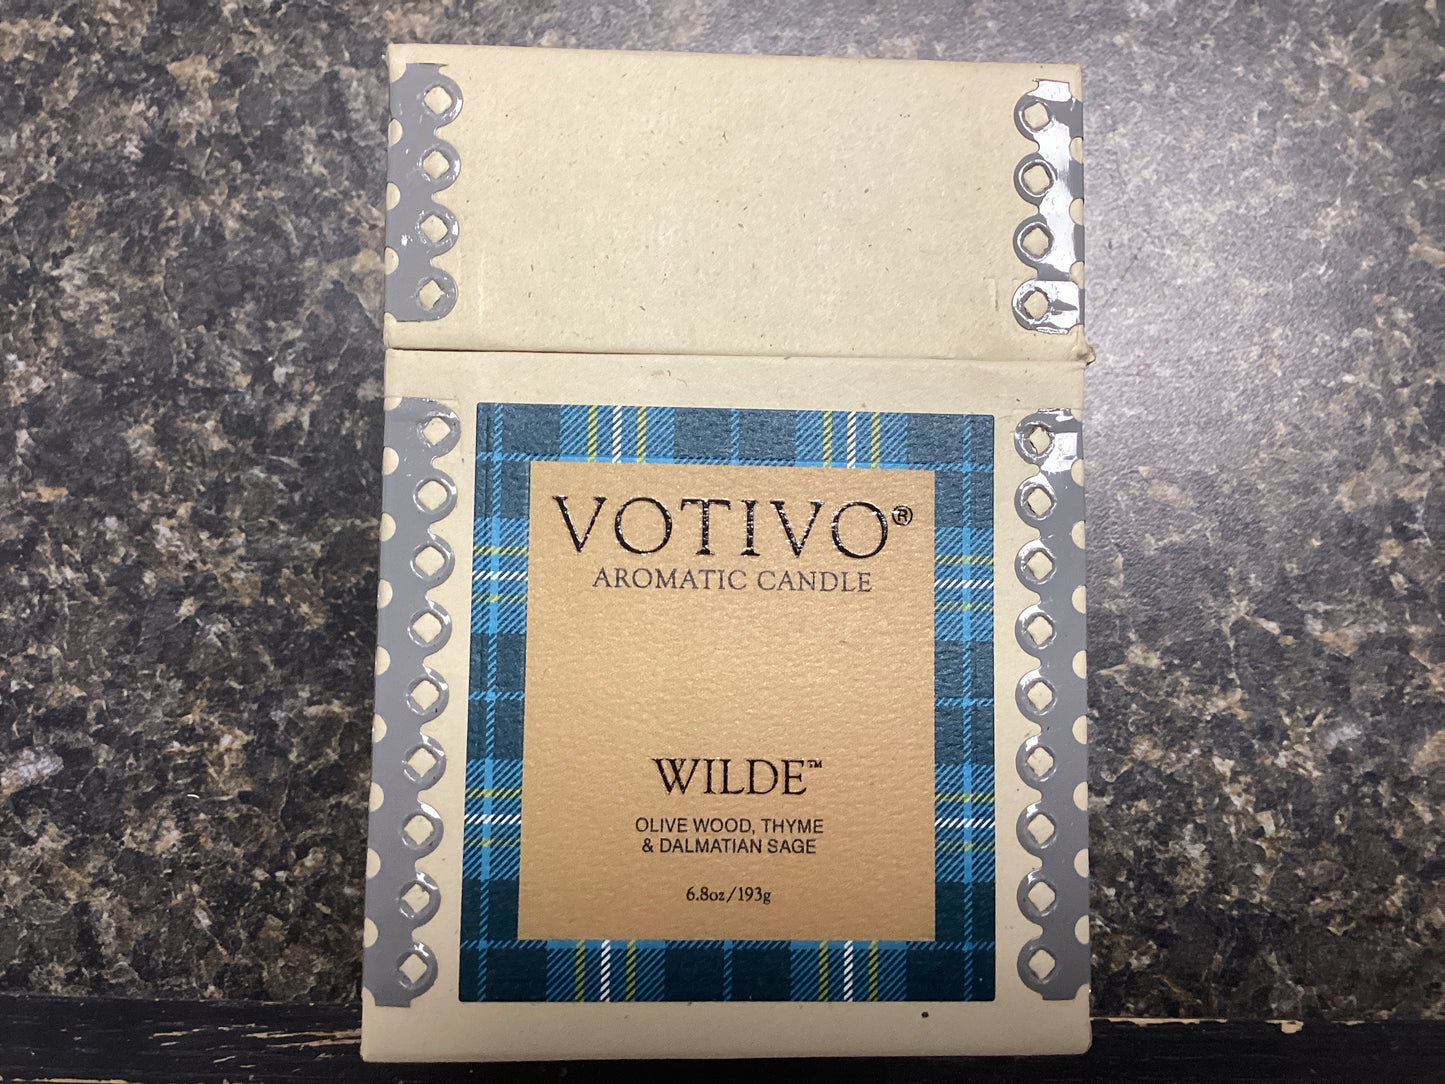 VOTIVO®
AROMATIC CANDLE
WILDE™
OLIVE WOOD, THYME
& DALMATIAN SAGE
6.8oz/193g